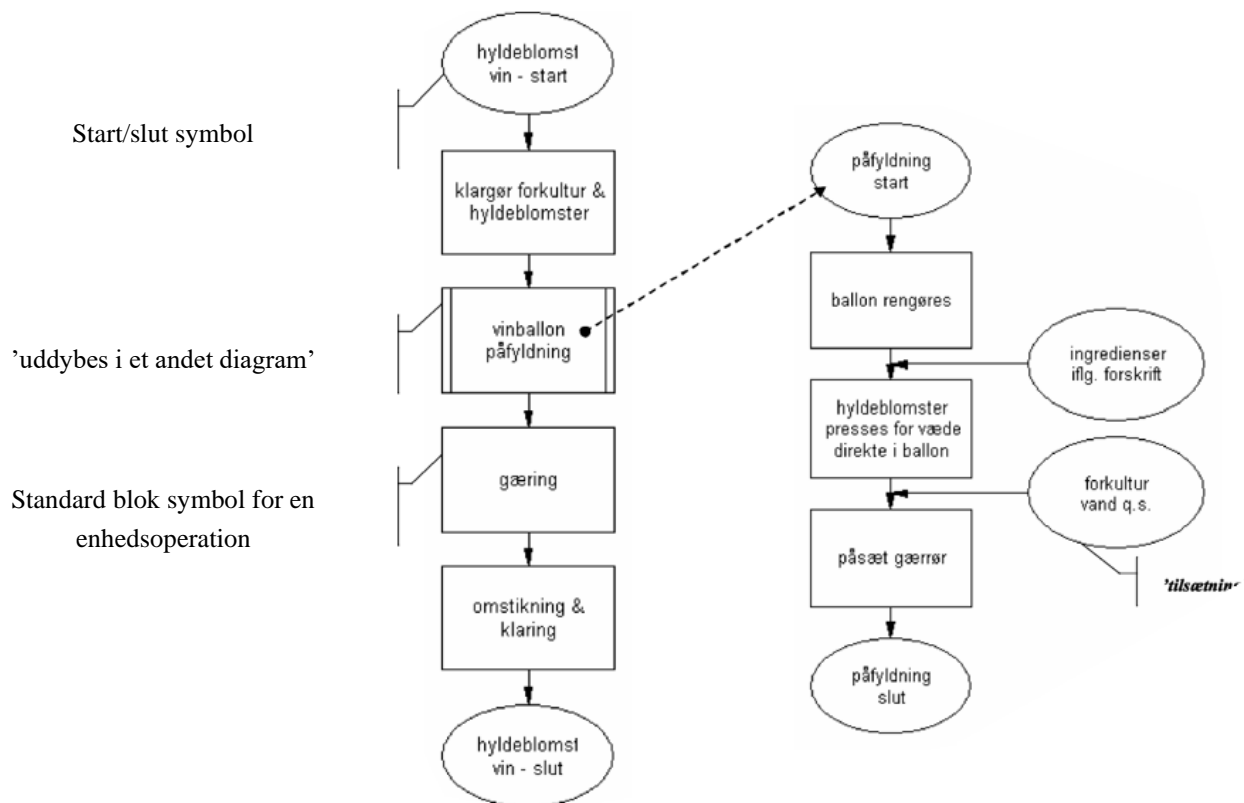 hyldeblomst
vin - start
Start/slut symbol
klargør forkultur &
hyldeblomster
'uddybes i et andet diagram'
vinballon
påfyldning
Standard blok symbol for en
enhedsoperation
gæring
omstikning &
klaring
hyldeblomst
vin - slut
påfyldning
start
ballon rengøres
ingredienser
iflg. forskrift
hyldeblomster
presses for væde
direkte i ballon
forkultur
vand q.s.
påsæt gærrør
'tilsætnin
påfyldning
slut